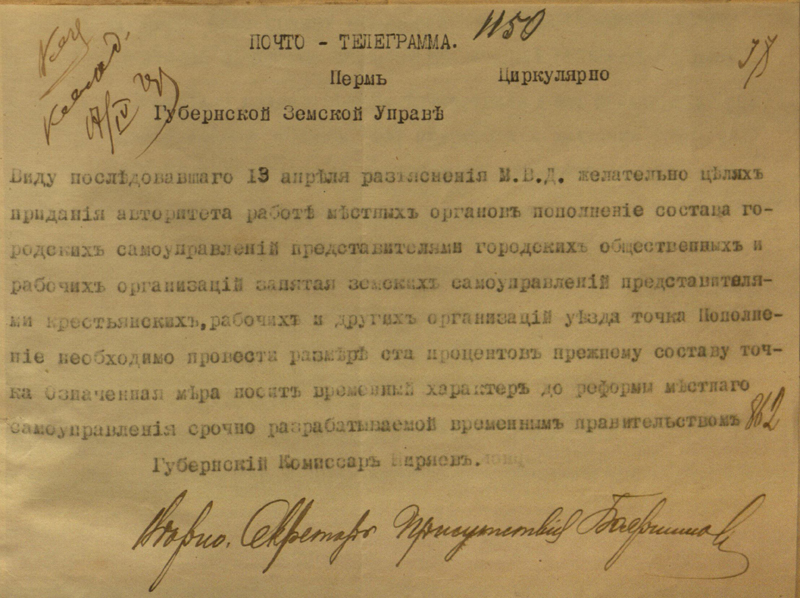 ПОЧТО - ТЕЛЕГРАММА. 1150
Пермь Циркулярно
Губернской Земской Управѣ
Виду послѣдовавшаго 13 апрѣля разъясненія М.В.Д. желательно цѣляхъ
приданія авторитета работѣ мѣстныхъ органовъ пополненіе состава го-
родскихъ самоуправленій представителями городскихъ общественныхъ и
рабочихъ организацій запятая земскихъ самоуправленій представителя-
ми крестьянскихъ,рабочихъ и другихъ организацій уѣзда точка Пополне-
ніе необходимо провести размѣрѣ ста процентовъ прежнему составу точ-
ка Означенная мѣра носитъ временный характеръ до реформы мѣстнаго
самоуправленія срочно разрабатываемой временнымъ правительствомъ 862
Губернскій Комиссаръ
Вѣрно. Секретарь Присутствія